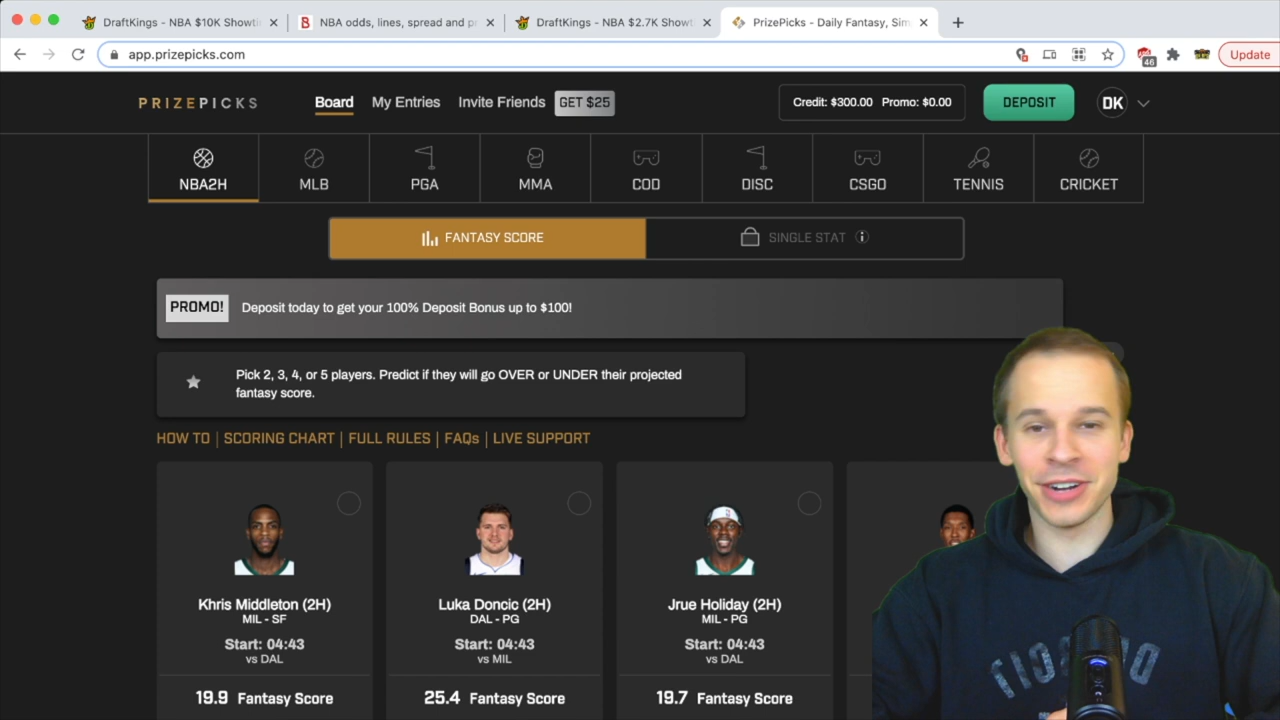 DraftKings - NBA $10K Showti
NBA odds, lines, spread and p
DraftKings - NBA $2.7K Showt
PrizePicks - Daily Fantasy, Sim
app.prizepicks.com
46
Update
PRIZEPICKS
Board
My Entries
Invite Friends
GET $25
Credit: $300.00 Promo: $0.00
DEPOSIT
DK
NBA2H
MLB
PGA
MMA
COD
DISC
CSGO
TENNIS
CRICKET
FANTASY SCORE
SINGLE STAT
PROMO!
Deposit today to get your 100% Deposit Bonus up to $100!
Pick 2, 3, 4, or 5 players. Predict if they will go OVER or UNDER their projected
fantasy score.
HOW TO | SCORING CHART | FULL RULES | FAQs | LIVE SUPPORT
Khris Middleton (2H)
MIL - SF
Start: 04:43
vs DAL
19.9 Fantasy Score
Luka Doncic (2H)
DAL - PG
Start: 04:43
vs MIL
25.4 Fantasy Score
Jrue Holiday (2H)
MIL - PG
Start: 04:43
vs DAL
19.7 Fantasy Score